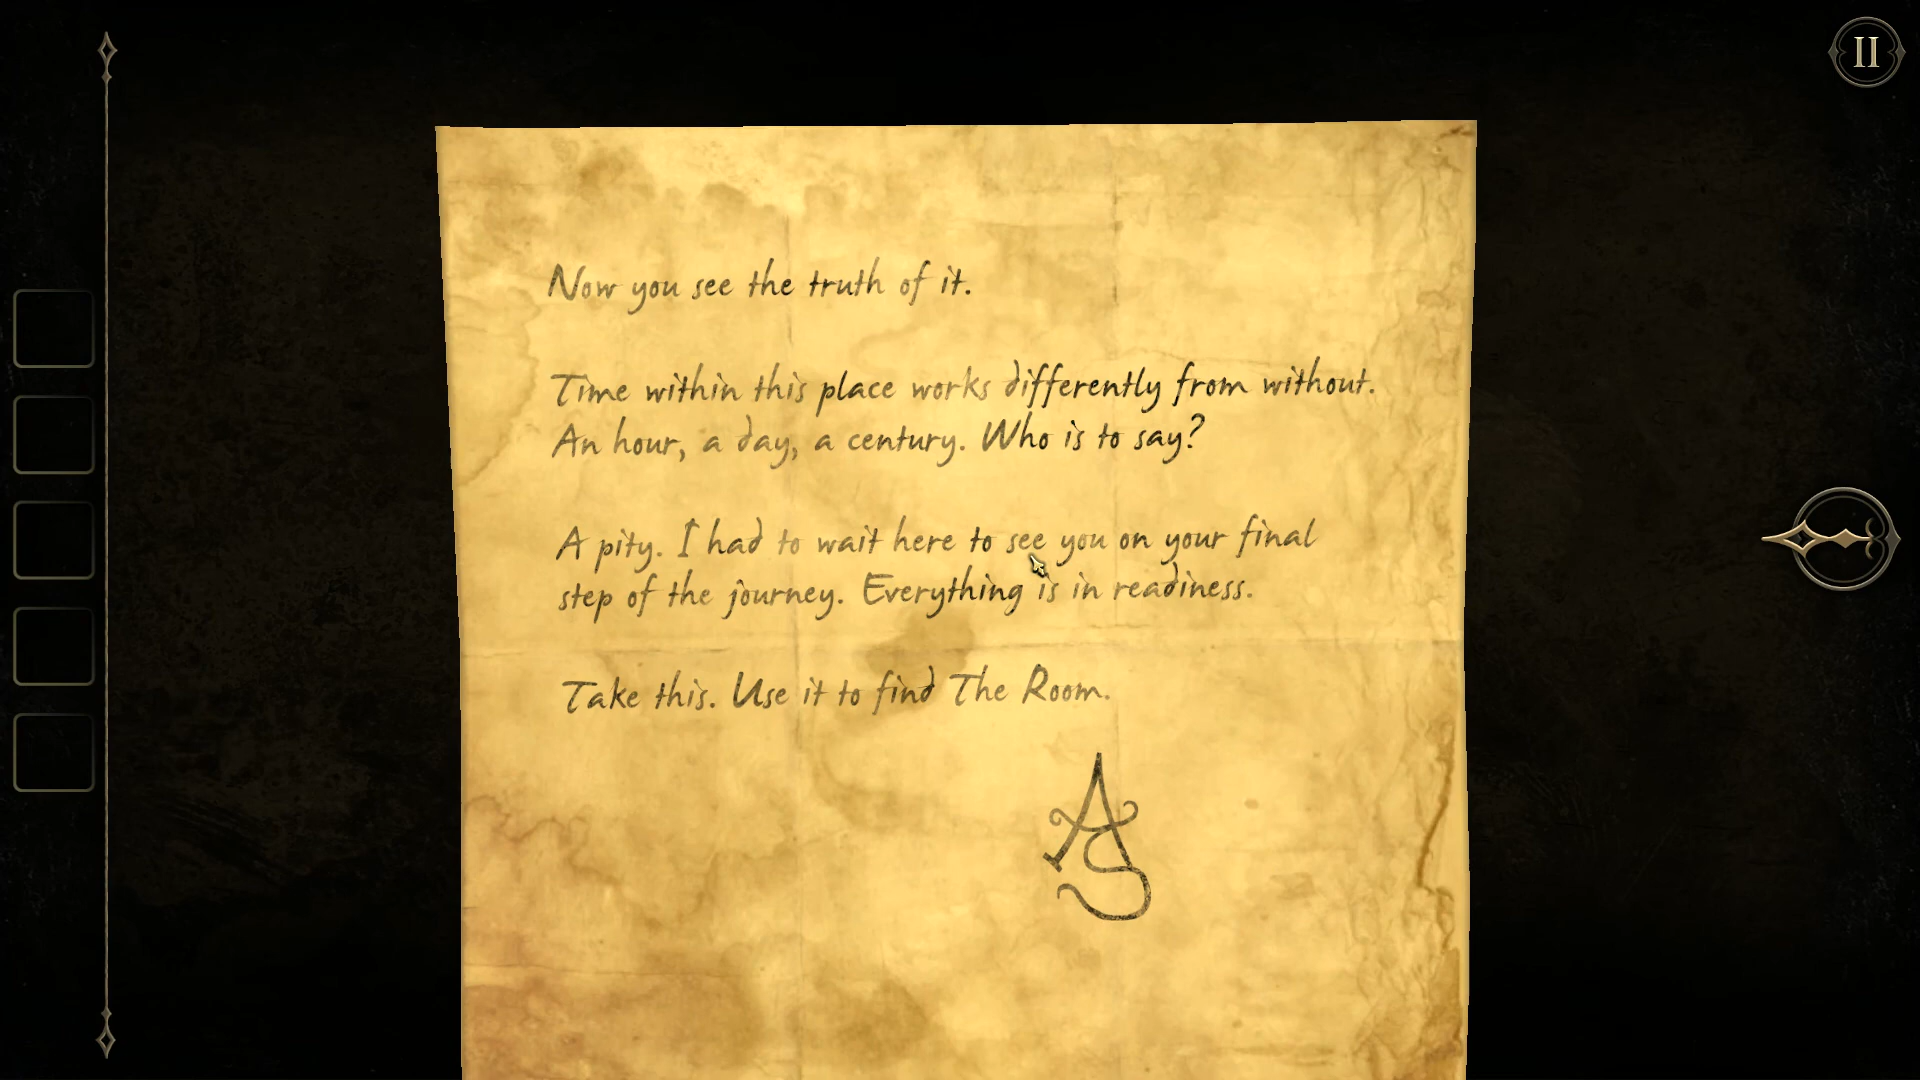 II
Now you see the truth of it.
Time within this place works differently from without.
An hour, a day, a century. Who is to say?
A pity. I had to wait here to see you on your final
step of the journey. Everything is in readiness.
Take this. Use it to find The Room.
AS